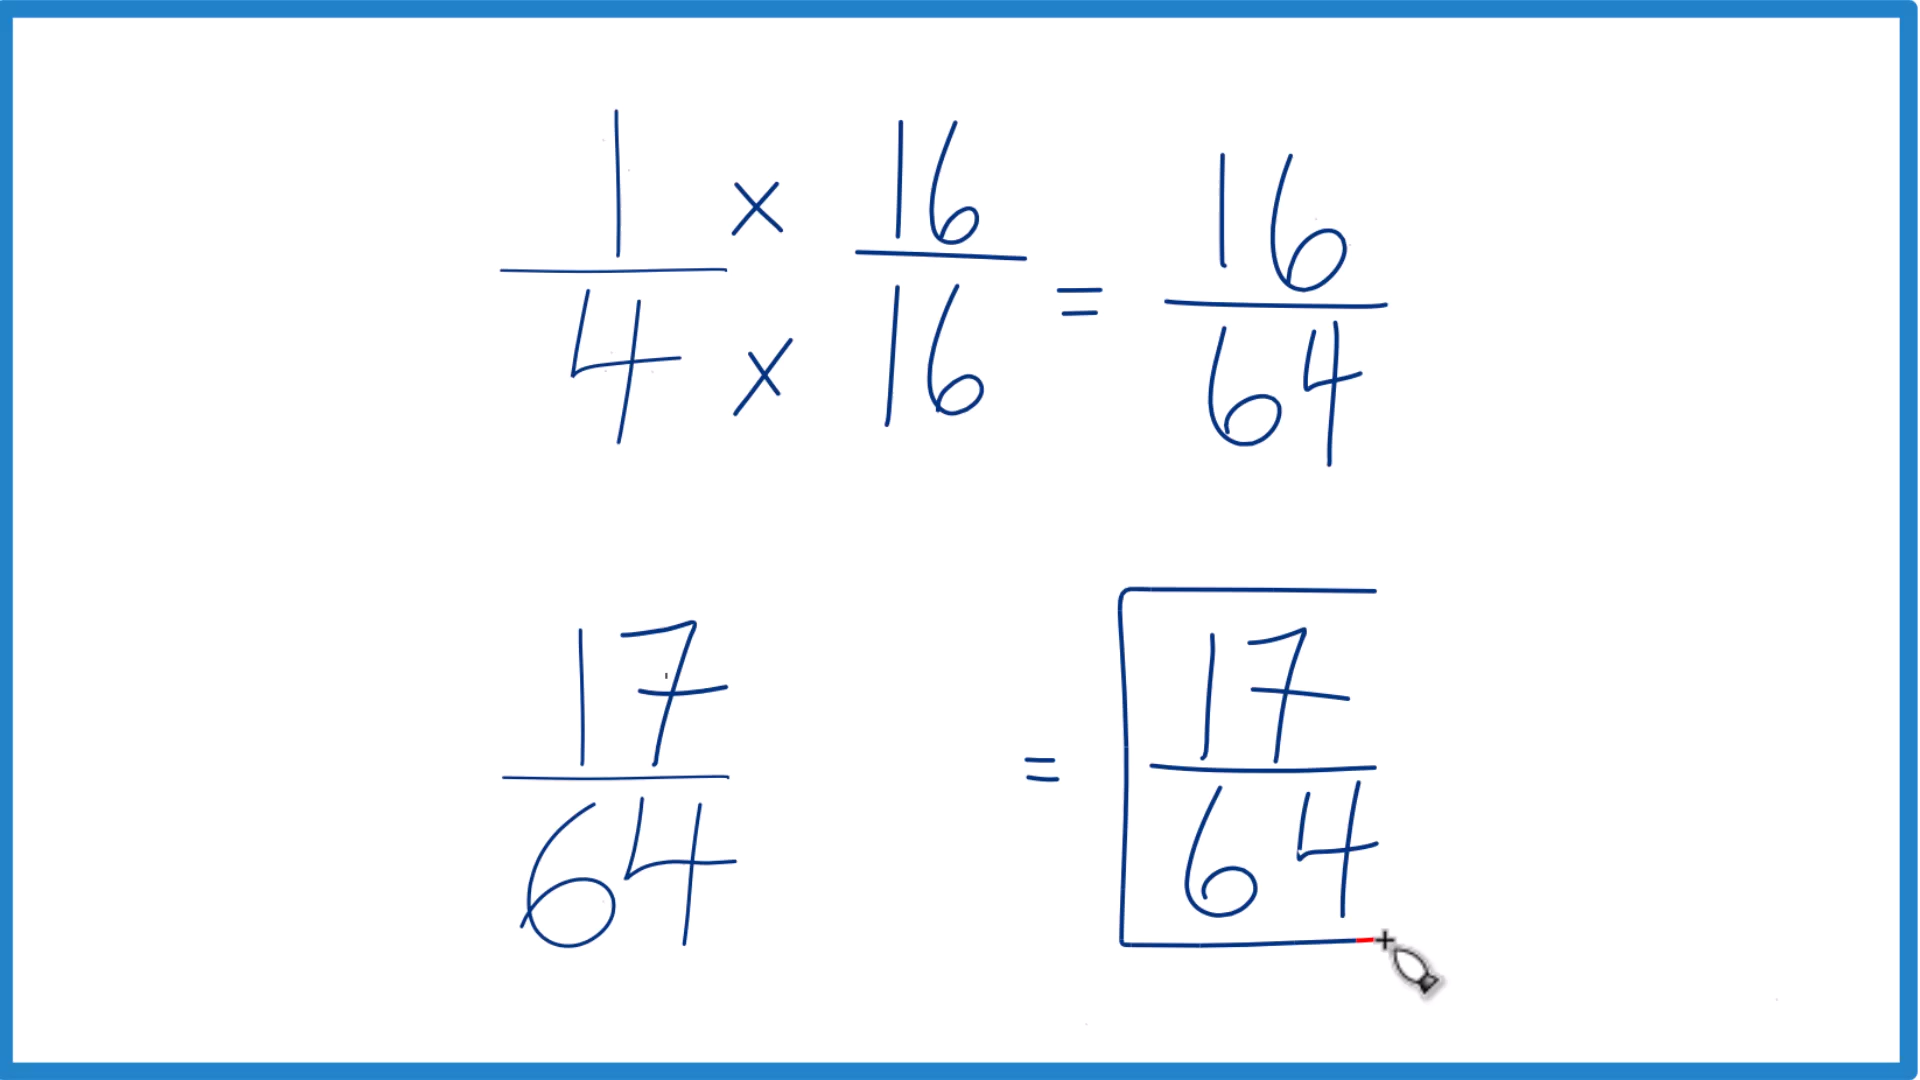 1/4 × 16/16 = 16/64
17/64 = 17/64